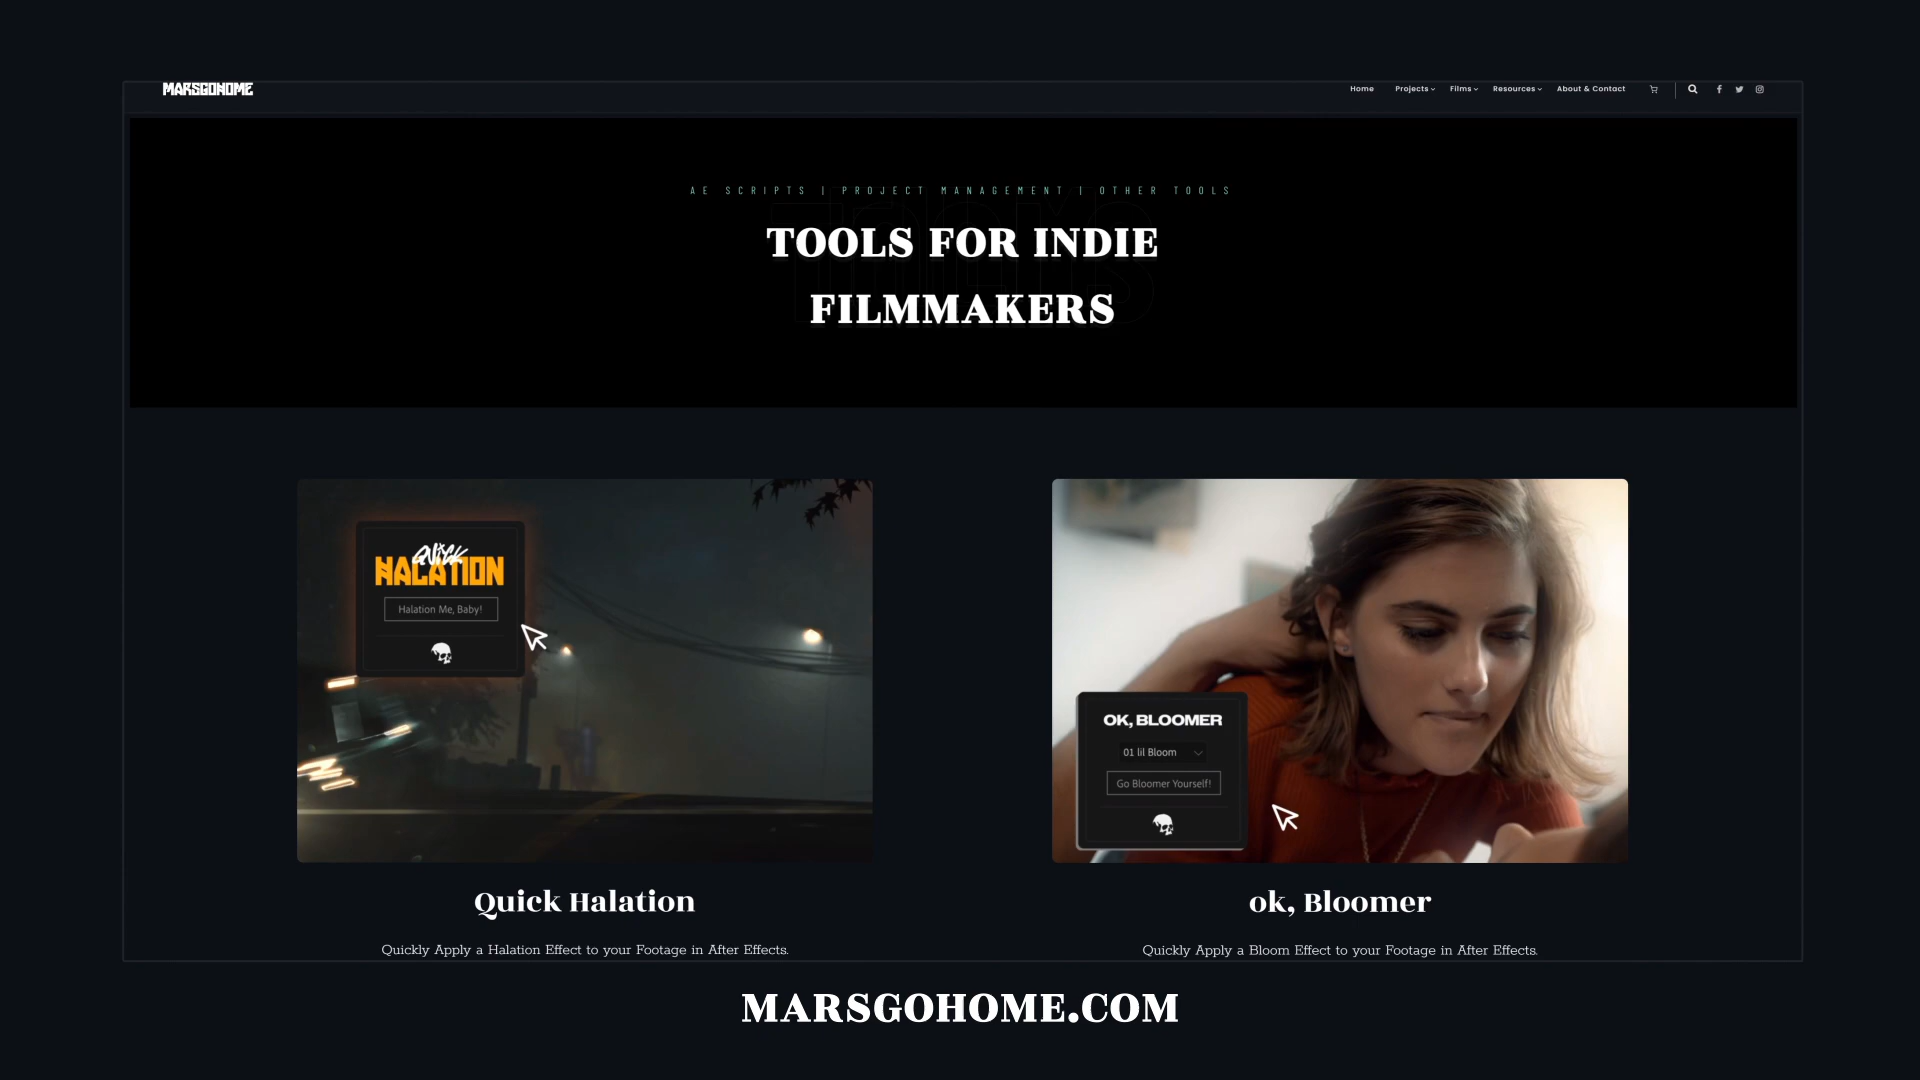 MARSGOHOME
Home Projects Films Resources About & Contact
AE SCRIPTS | PROJECT MANAGEMENT | OTHER TOOLS
TOOLS FOR INDIE
FILMMAKERS
QUICK
HALATION
Halation Me, Baby!
OK, BLOOMER
01 lil Bloom
Go Bloomer Yourself!
Quick Halation
Quickly Apply a Halation Effect to your Footage in After Effects.
ok, Bloomer
Quickly Apply a Bloom Effect to your Footage in After Effects.
MARSGOHOME.COM